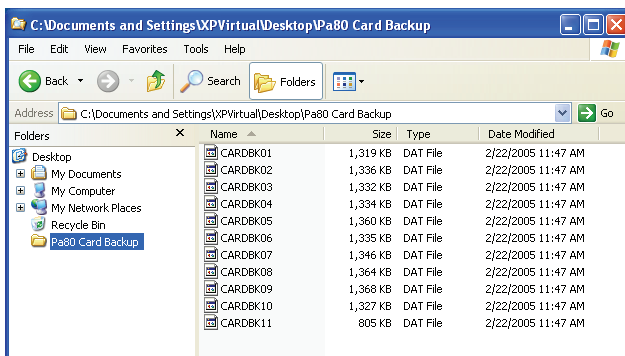 C:\Documents and Settings\XPVirtual\Desktop\Pa80 Card Backup
File Edit View Favorites Tools Help
Back Search Folders
Address C:\Documents and Settings\XPVirtual\Desktop\Pa80 Card Backup Go
Folders
Desktop
My Documents
My Computer
My Network Places
Recycle Bin
Pa80 Card Backup
Name Size Type Date Modified
CARDBK01 1,319 KB DAT File 2/22/2005 11:47 AM
CARDBK02 1,336 KB DAT File 2/22/2005 11:47 AM
CARDBK03 1,332 KB DAT File 2/22/2005 11:47 AM
CARDBK04 1,334 KB DAT File 2/22/2005 11:47 AM
CARDBK05 1,360 KB DAT File 2/22/2005 11:47 AM
CARDBK06 1,335 KB DAT File 2/22/2005 11:47 AM
CARDBK07 1,346 KB DAT File 2/22/2005 11:47 AM
CARDBK08 1,364 KB DAT File 2/22/2005 11:47 AM
CARDBK09 1,368 KB DAT File 2/22/2005 11:47 AM
CARDBK10 1,327 KB DAT File 2/22/2005 11:47 AM
CARDBK11 805 KB DAT File 2/22/2005 11:47 AM